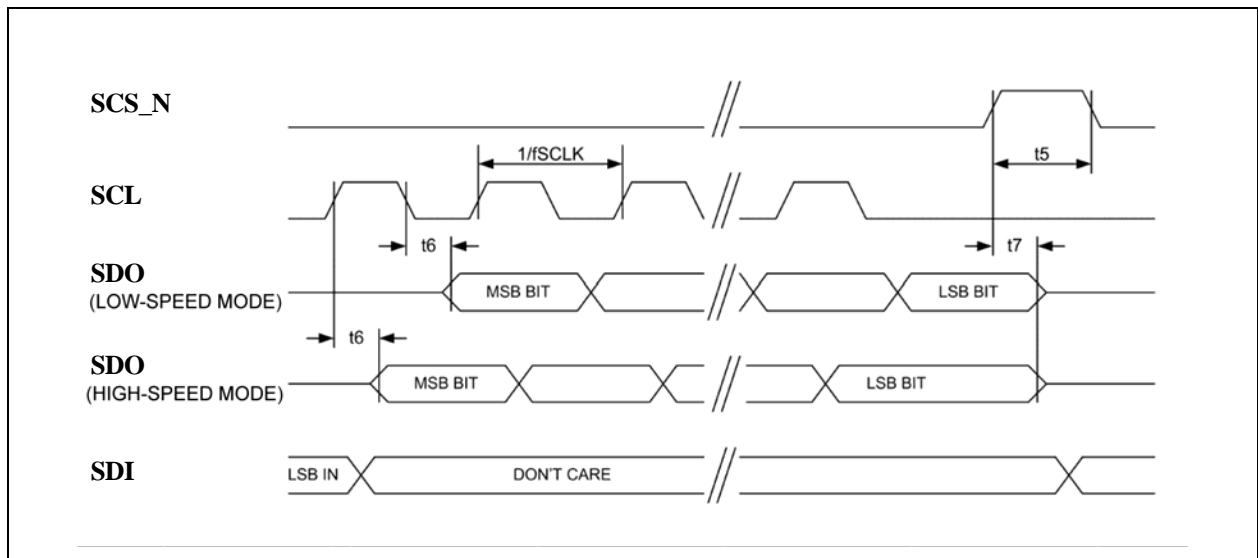 SCS_N
1/fSCLK
t5
SCL
t6
t7
SDO
(LOW-SPEED MODE)
MSB BIT
LSB BIT
t6
SDO
(HIGH-SPEED MODE)
MSB BIT
LSB BIT
SDI
LSB IN
DON'T CARE